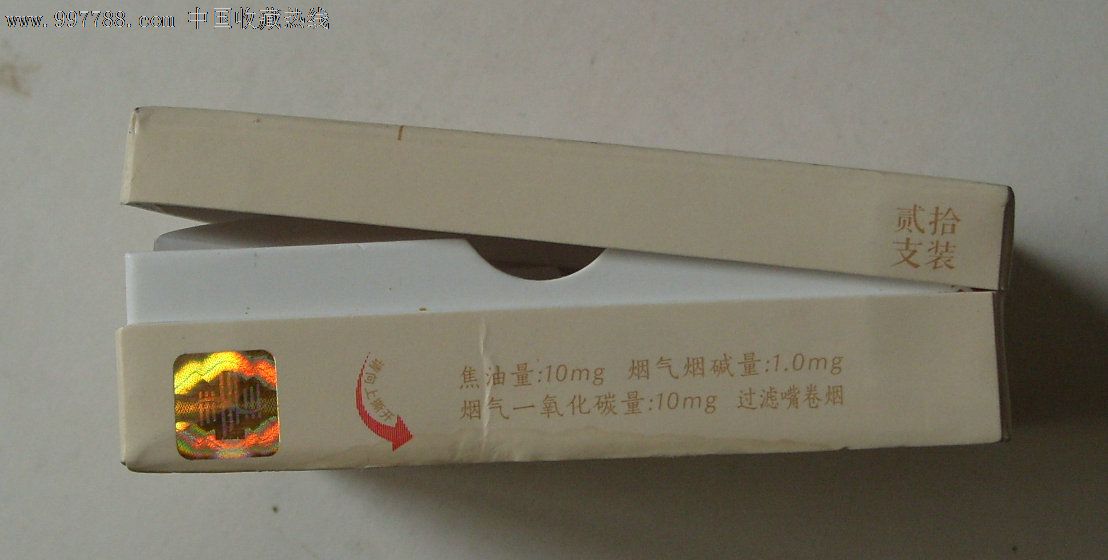 www.997788.com 中国收藏热线
贰拾
支装
焦油量:10mg 烟气烟碱量:1.0mg
烟气一氧化碳量:10mg 过滤嘴卷烟